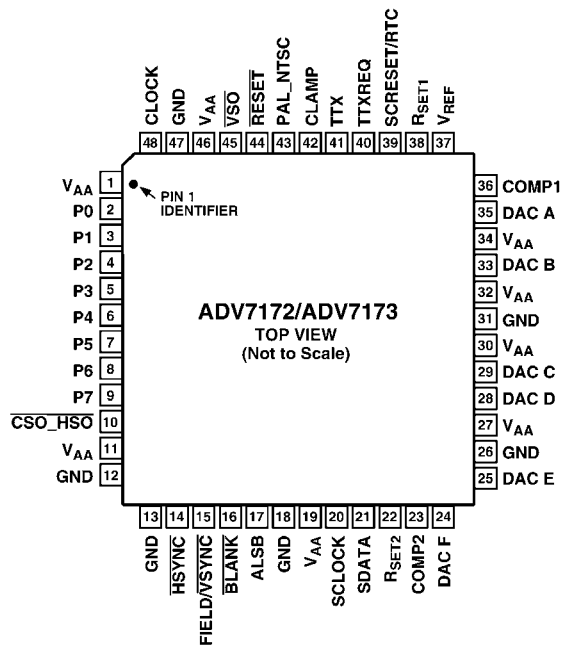 CLOCK
GND
VAA
VSO
RESET
PAL_NTSC
CLAMP
TTX
TTXREQ
SCRESET/RTC
RSET1
VREF
48 47 46 45 44 43 42 41 40 39 38 37
VAA 1
P0 2
P1 3
P2 4
P3 5
P4 6
P5 7
P6 8
P7 9
CSO_HSO 10
VAA 11
GND 12
PIN 1
IDENTIFIER
ADV7172/ADV7173
TOP VIEW
(Not to Scale)
36 COMP1
35 DAC A
34 VAA
33 DAC B
32 VAA
31 GND
30 VAA
29 DAC C
28 DAC D
27 VAA
26 GND
25 DAC E
13 14 15 16 17 18 19 20 21 22 23 24
GND
HSYNC
FIELD/VSYNC
BLANK
ALSB
GND
VAA
SCLOCK
SDATA
RSET2
COMP2
DAC F